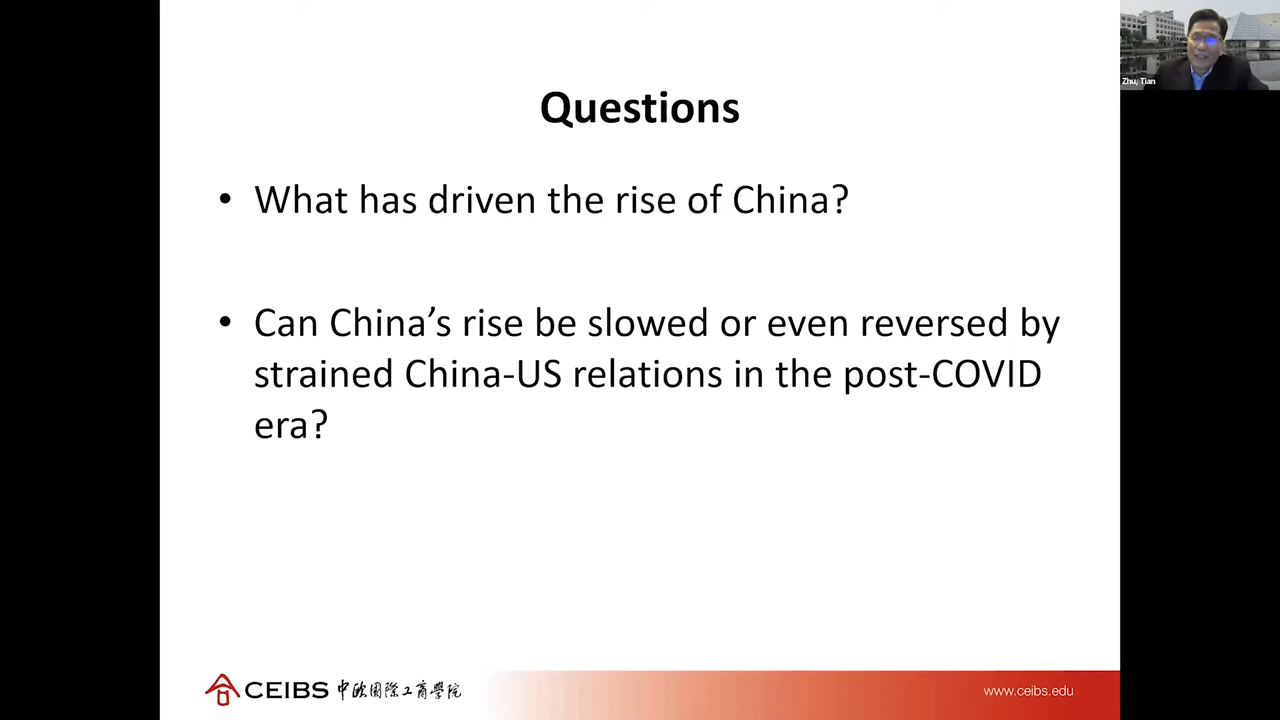 Zhu, Tian
Questions
• What has driven the rise of China?
• Can China’s rise be slowed or even reversed by
strained China-US relations in the post-COVID
era?
CEIBS 中欧国際工商學院
www.ceibs.edu